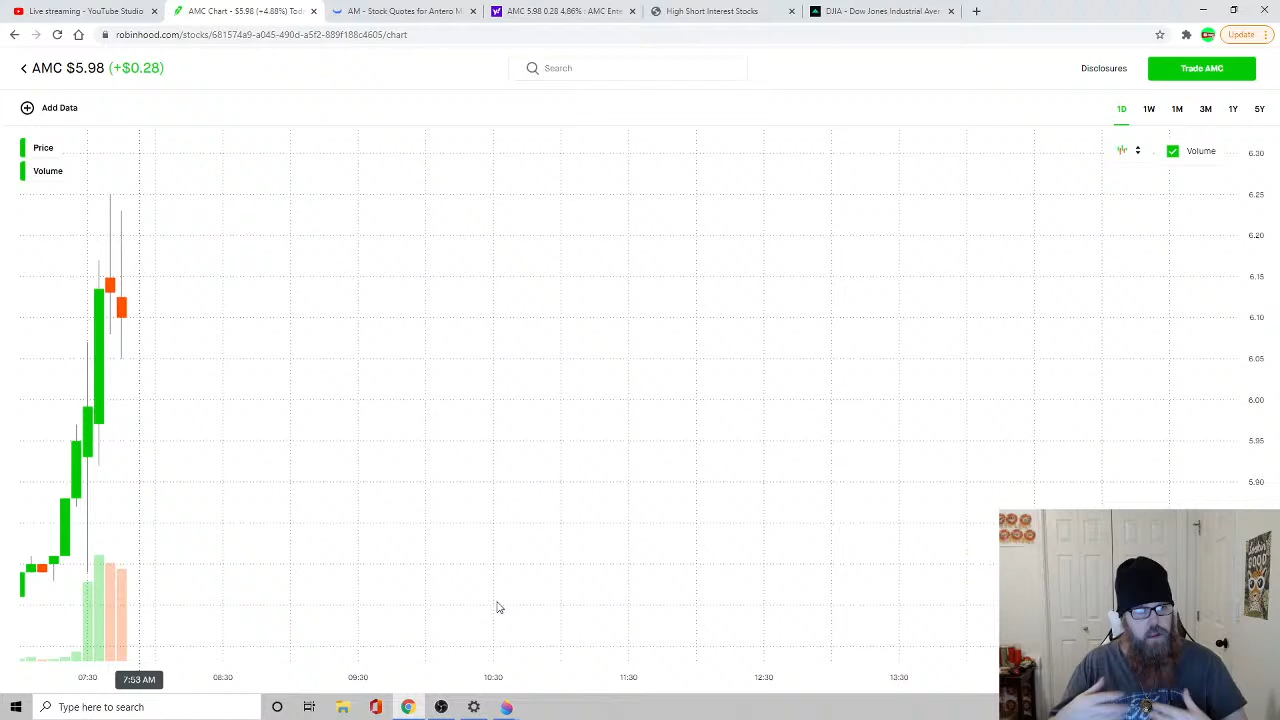 Live streaming - YouTube Studio
AMC Chart - $5.98 (+4.88%) Toda
AM - Stock Quotes for Antero M
AMC 5.98 0.28 4.86% : AMC Ente
High Short Interest Stocks
DJIA - Dow Jones Industrial Aver
robinhood.com/stocks/681574a9-a045-490d-a5f2-889f188c4605/chart
Update
AMC $5.98 (+$0.28)
Search
Disclosures
Trade AMC
Add Data
1D 1W 1M 3M 1Y 5Y
Price
Volume
Volume
6.30
6.25
6.20
6.15
6.10
6.05
6.00
5.95
5.90
07:30 7:53 AM 08:30 09:30 10:30 11:30 12:30 13:30
Type here to search